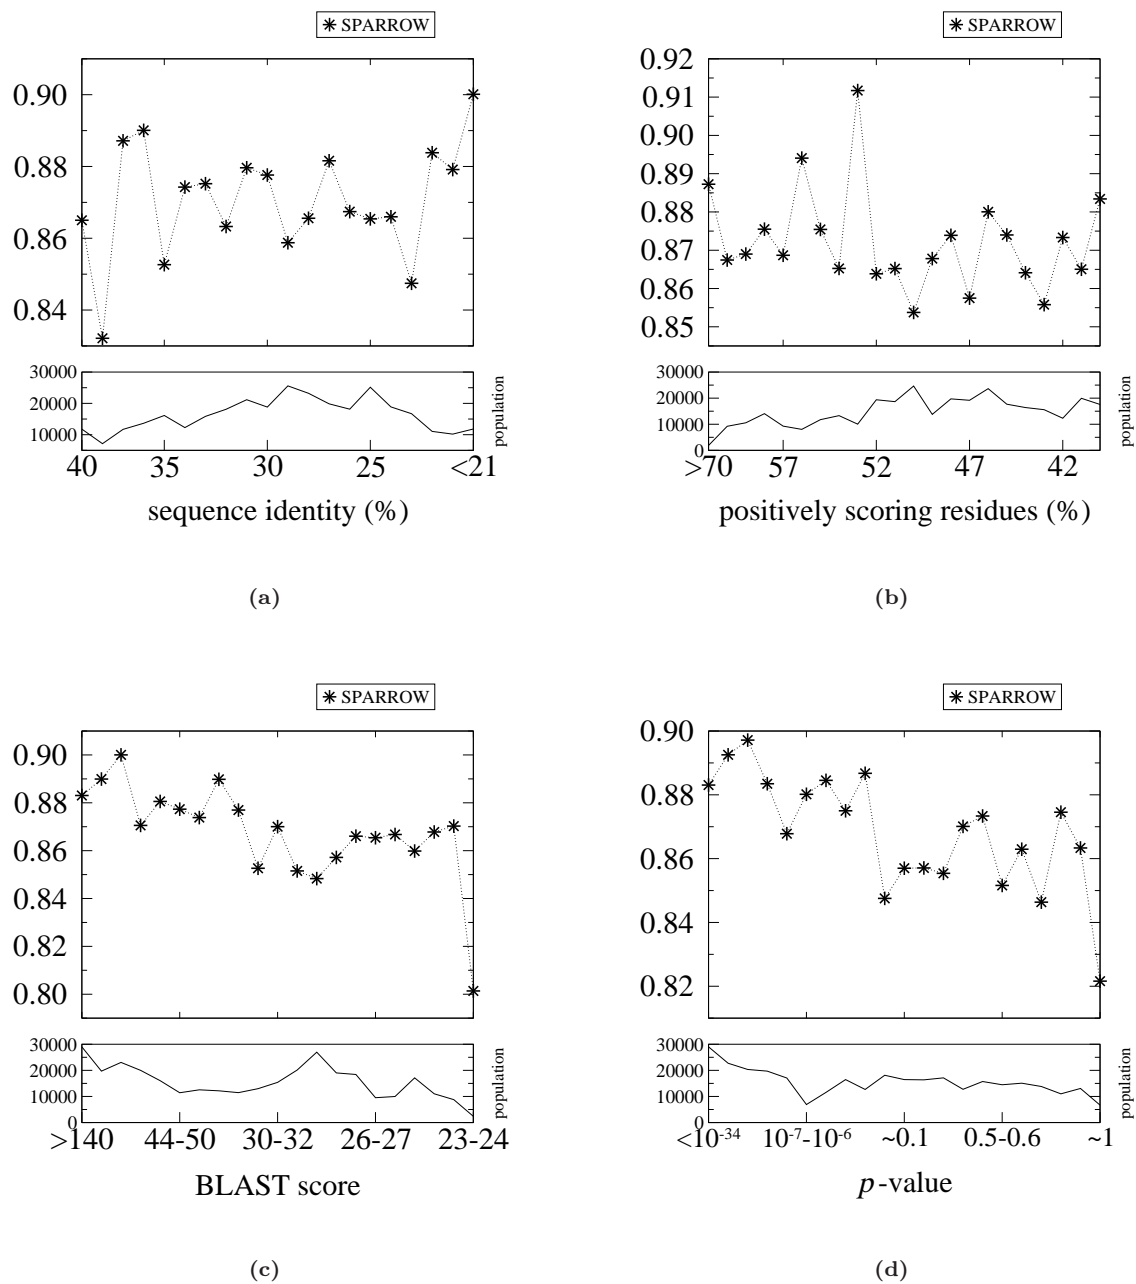 SPARROW
0.90
0.88
0.86
0.84
30000
20000
10000
population
40 35 30 25 <21
sequence identity (%)
(a)
SPARROW
0.92
0.91
0.90
0.89
0.88
0.87
0.86
0.85
30000
20000
10000
0
population
>70 57 52 47 42
positively scoring residues (%)
(b)
SPARROW
0.90
0.88
0.86
0.84
0.82
0.80
30000
20000
10000
0
population
>140 44-50 30-32 26-27 23-24
BLAST score
(c)
SPARROW
0.90
0.88
0.86
0.84
0.82
30000
20000
10000
0
population
<10^-34 10^-7-10^-6 ~0.1 0.5-0.6 ~1
p-value
(d)